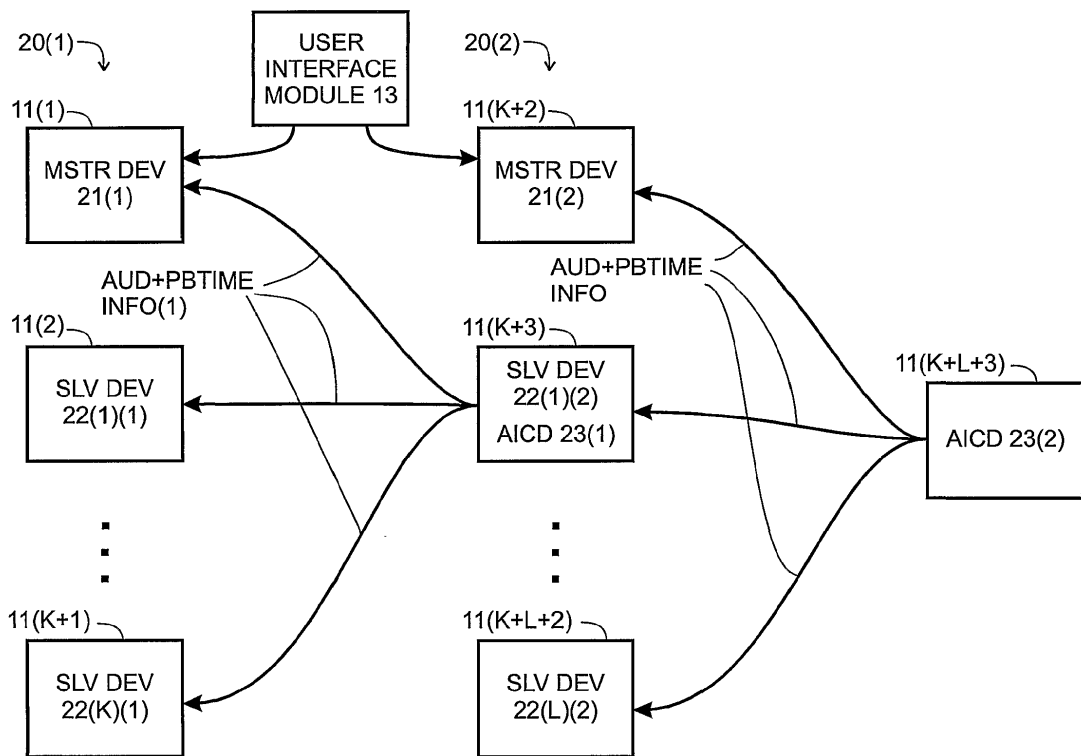 20(1)
USER
INTERFACE
MODULE 13
20(2)
11(1)
MSTR DEV
21(1)
11(K+2)
MSTR DEV
21(2)
AUD+PBTIME
INFO(1)
AUD+PBTIME
INFO
11(2)
SLV DEV
22(1)(1)
11(K+3)
SLV DEV
22(1)(2)
AICD 23(1)
11(K+L+3)
AICD 23(2)
11(K+1)
SLV DEV
22(K)(1)
11(K+L+2)
SLV DEV
22(L)(2)